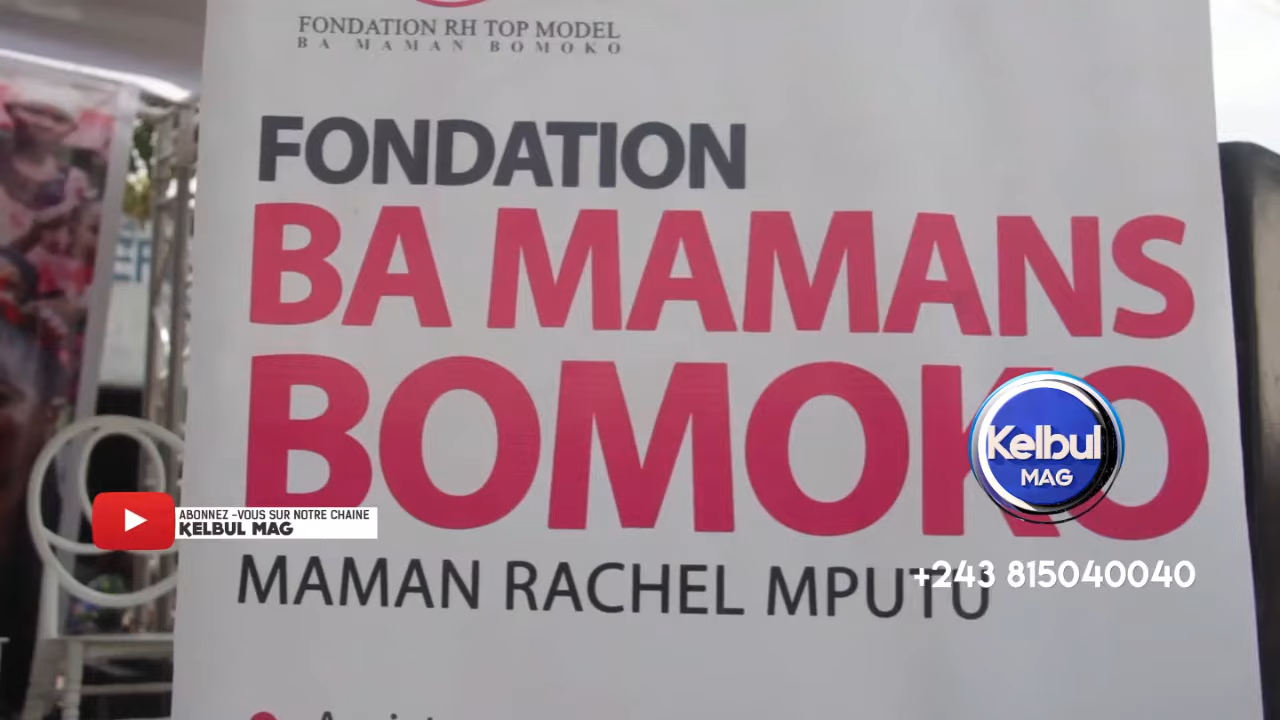 FONDATION RH TOP MODEL
BA MAMAN BOMOKO
FONDATION
BA MAMANS
BOMOKO
Kelbul
MAG
ABONNEZ -VOUS SUR NOTRE CHAINE
KELBUL MAG
MAMAN RACHEL MPUTU
+243 815040040